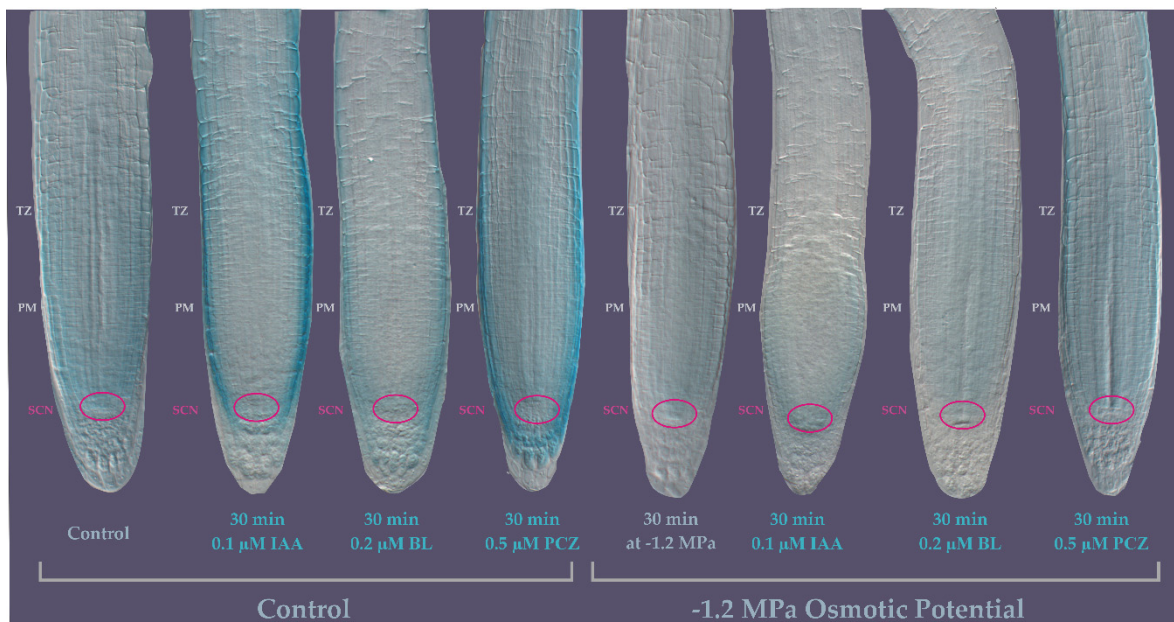 TZ TZ TZ TZ TZ TZ TZ TZ
PM PM PM PM PM PM PM PM
SCN SCN SCN SCN SCN SCN SCN SCN
Control
30 min
0.1 µM IAA
30 min
0.2 µM BL
30 min
0.5 µM PCZ
30 min
at -1.2 MPa
30 min
0.1 µM IAA
30 min
0.2 µM BL
30 min
0.5 µM PCZ
Control
-1.2 MPa Osmotic Potential